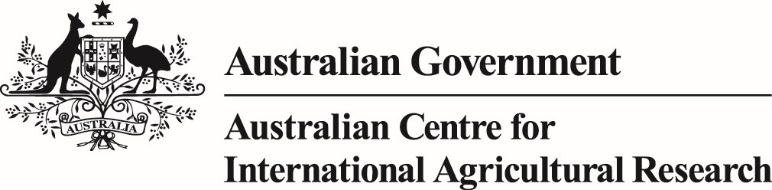 AUSTRALIA
Australian Government
Australian Centre for
International Agricultural Research